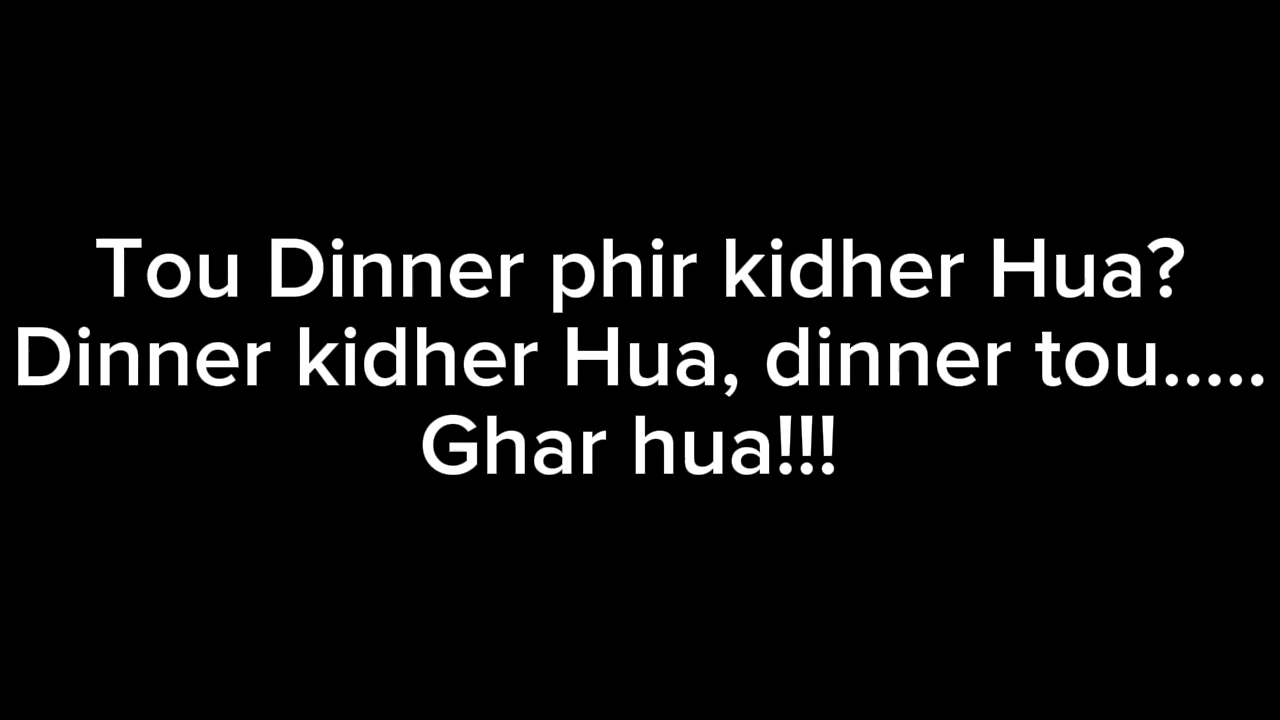 Tou Dinner phir kidher Hua?
Dinner kidher Hua, dinner tou.....
Ghar hua!!!